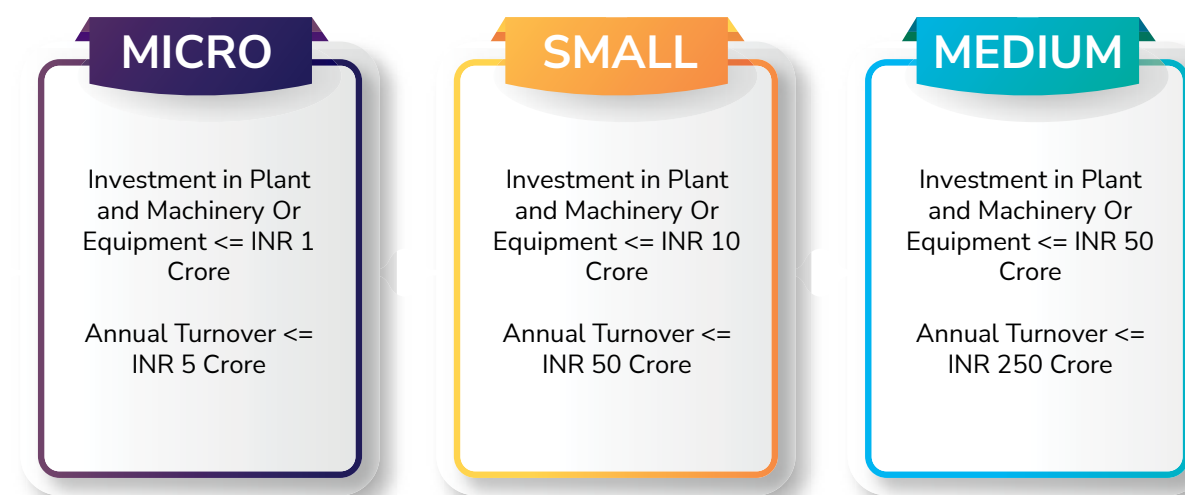 MICRO
Investment in Plant
and Machinery Or
Equipment <= INR 1
Crore
Annual Turnover <=
INR 5 Crore
SMALL
Investment in Plant
and Machinery Or
Equipment <= INR 10
Crore
Annual Turnover <=
INR 50 Crore
MEDIUM
Investment in Plant
and Machinery Or
Equipment <= INR 50
Crore
Annual Turnover <=
INR 250 Crore